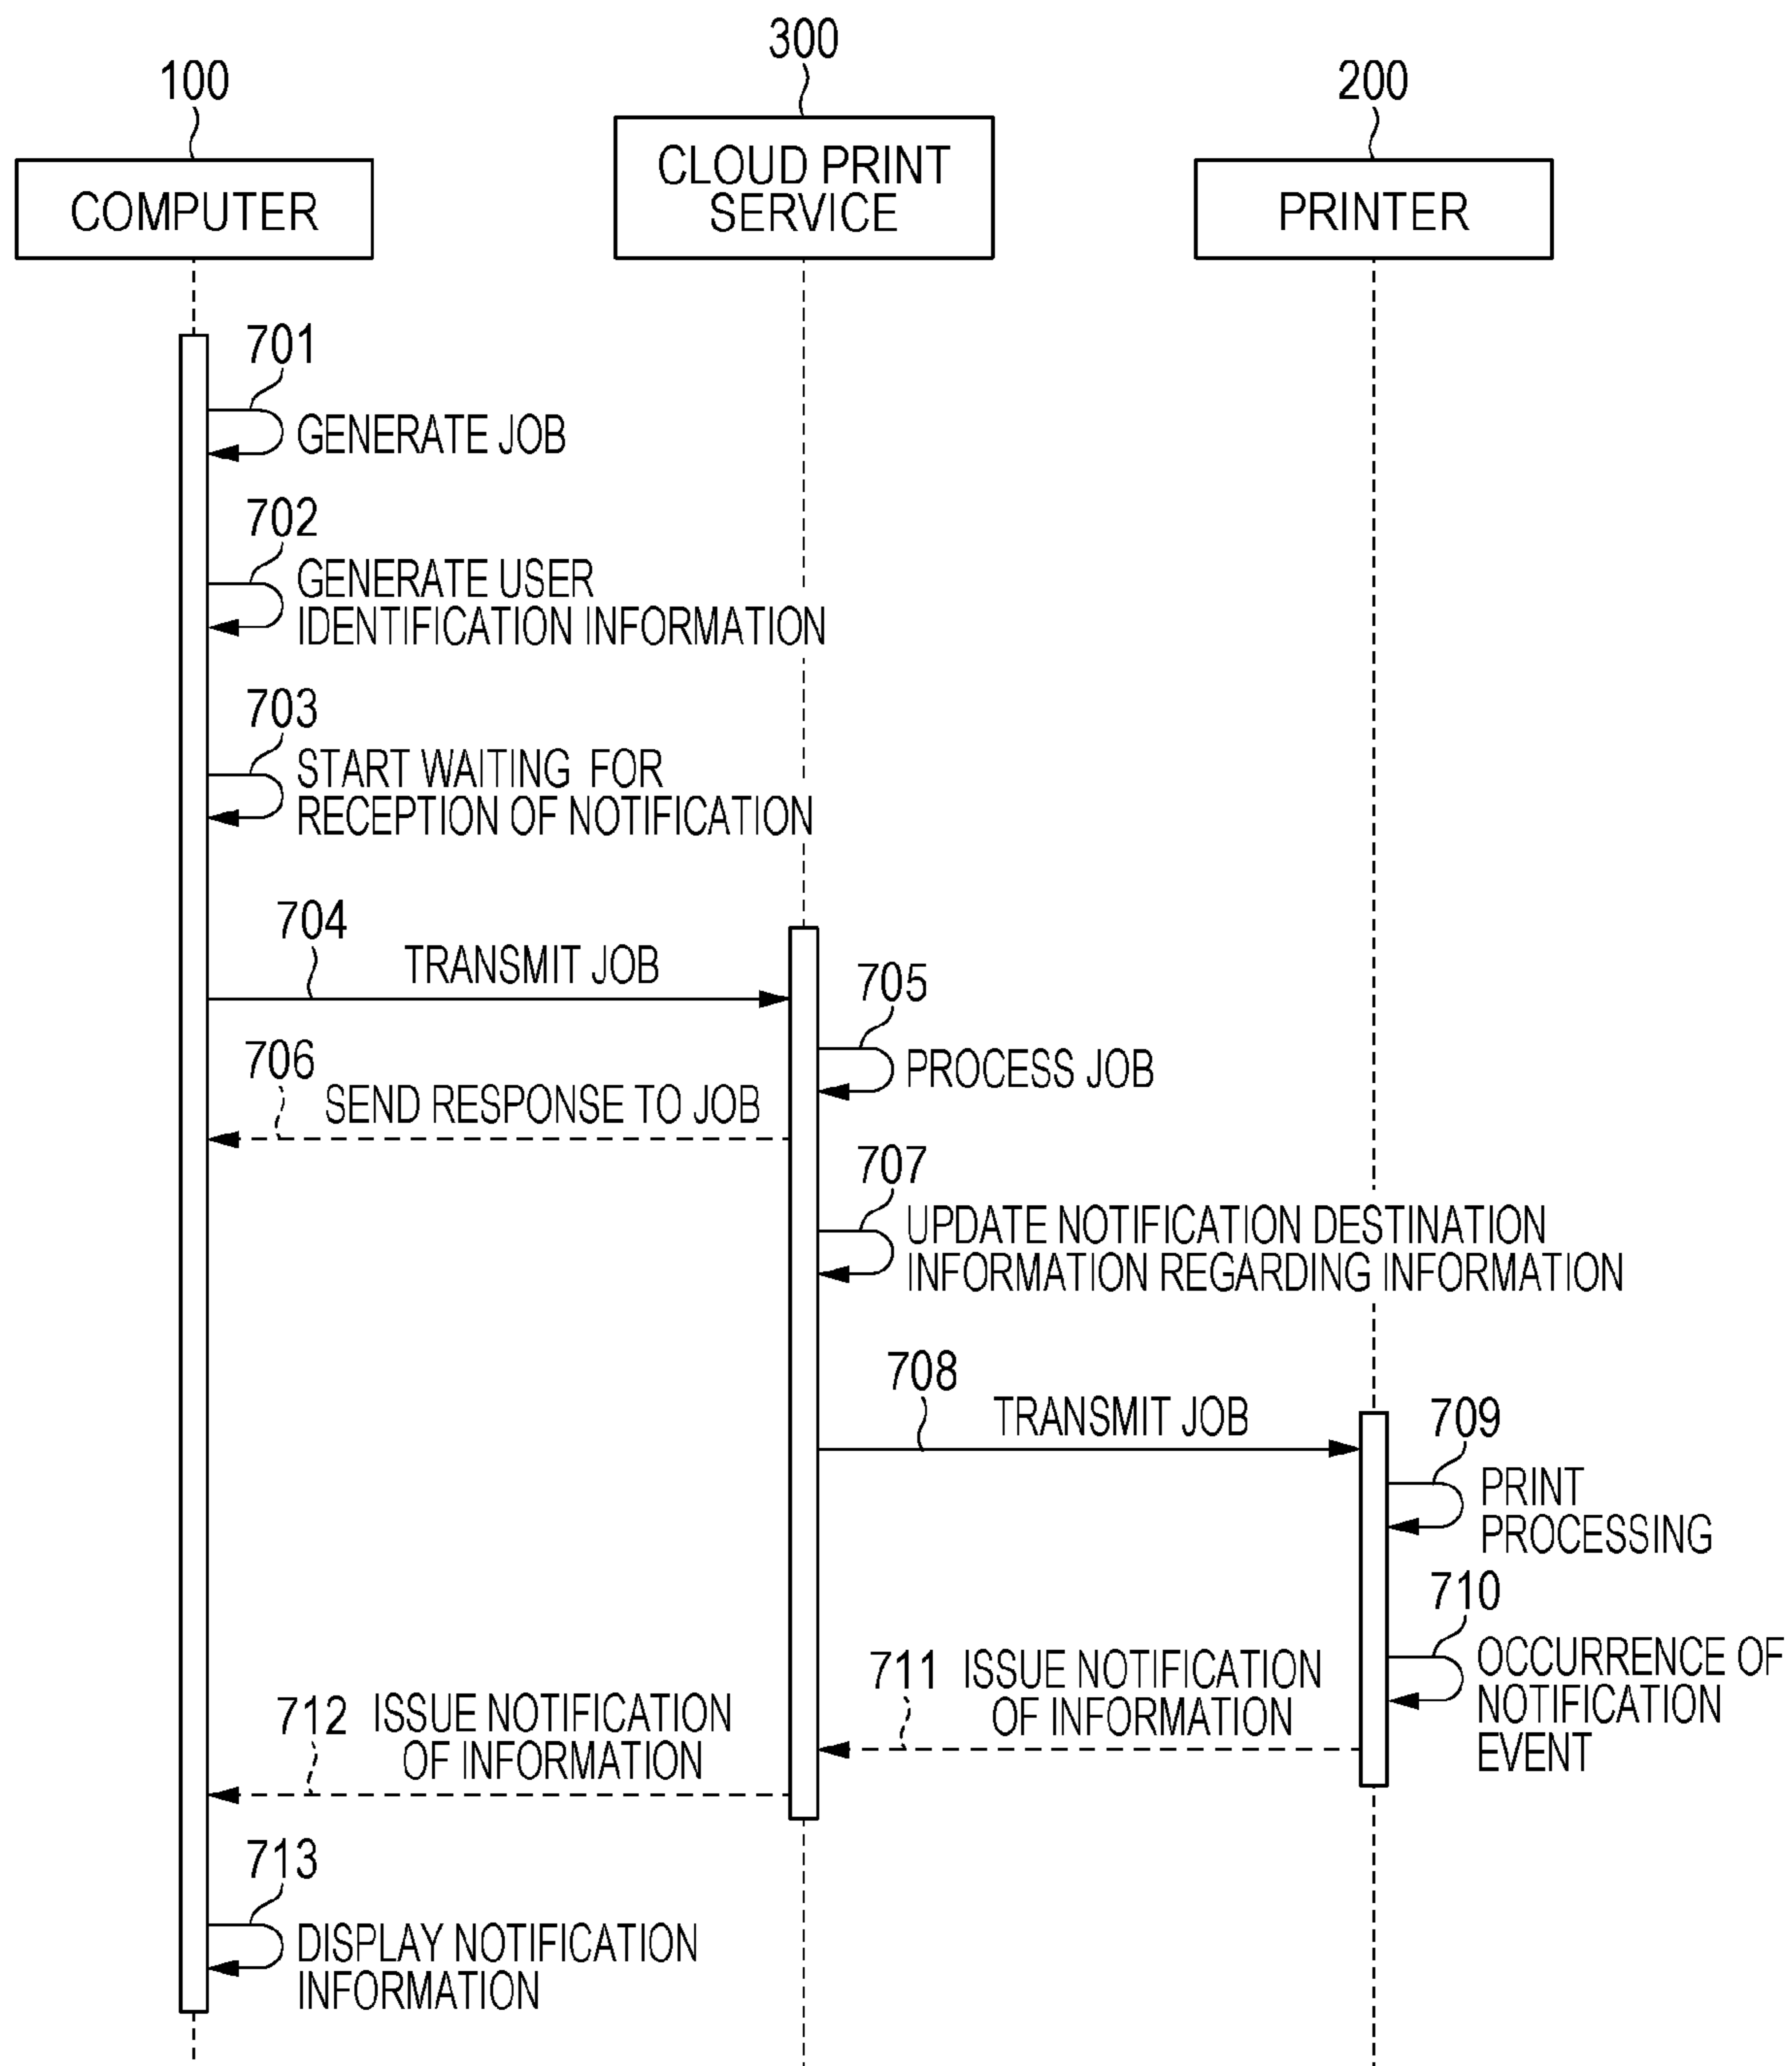 300
100
200
CLOUD PRINT
SERVICE
COMPUTER
PRINTER
701
GENERATE JOB
702
GENERATE USER
IDENTIFICATION INFORMATION
703
START WAITING FOR
RECEPTION OF NOTIFICATION
704
TRANSMIT JOB
705
PROCESS JOB
706
SEND RESPONSE TO JOB
707
UPDATE NOTIFICATION DESTINATION
INFORMATION REGARDING INFORMATION
708
TRANSMIT JOB
709
PRINT
PROCESSING
710
OCCURRENCE OF
NOTIFICATION
EVENT
711
ISSUE NOTIFICATION
OF INFORMATION
712
ISSUE NOTIFICATION
OF INFORMATION
713
DISPLAY NOTIFICATION
INFORMATION